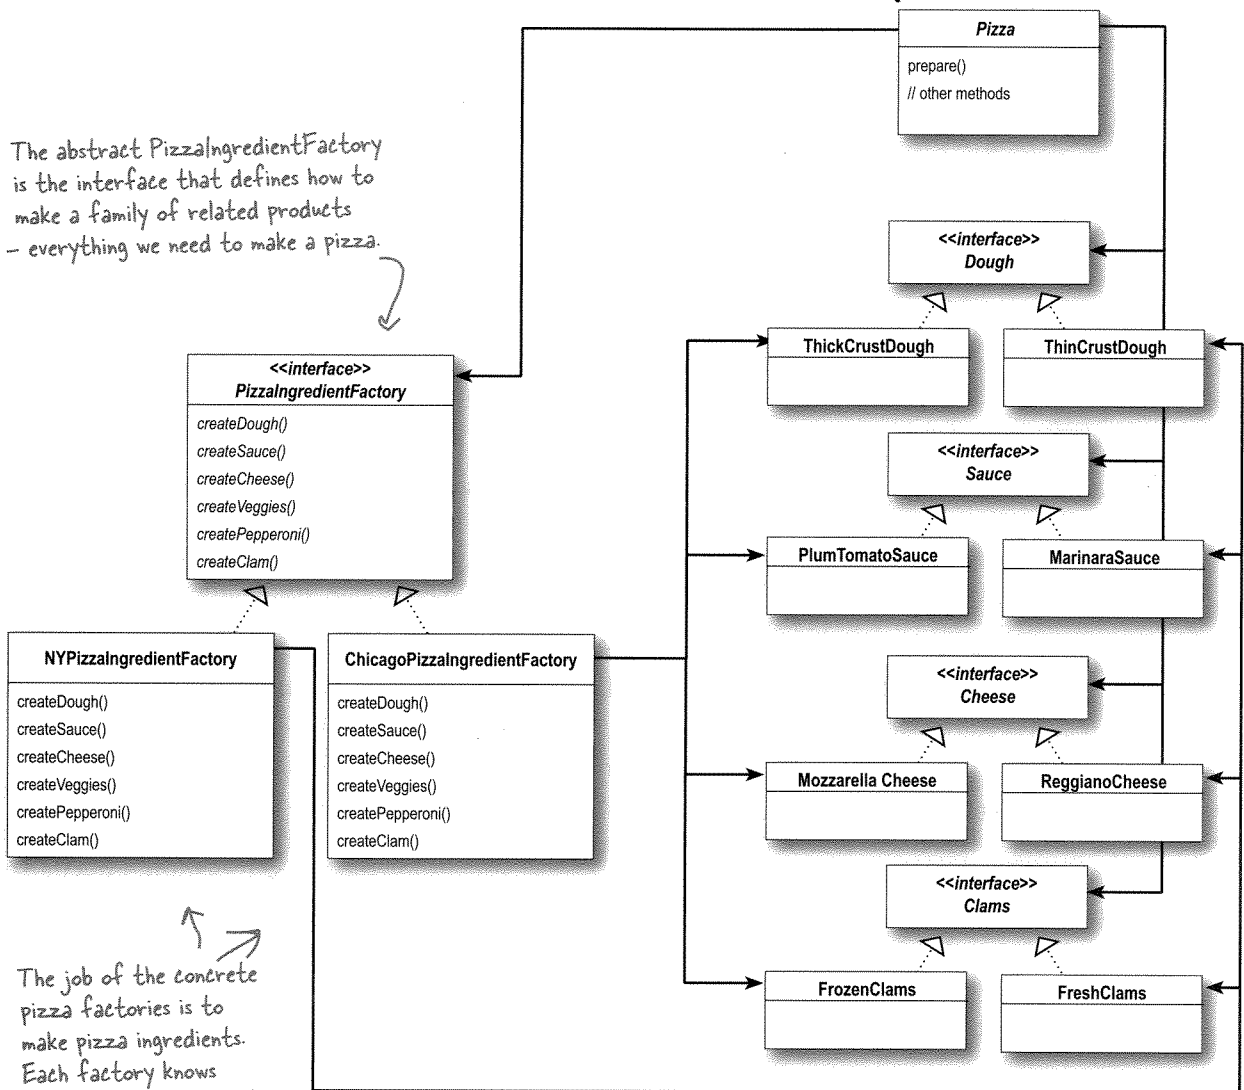 Pizza
prepare()
// other methods
The abstract PizzaIngredientFactory
is the interface that defines how to
make a family of related products
– everything we need to make a pizza.
<<interface>>
PizzaIngredientFactory
createDough()
createSauce()
createCheese()
createVeggies()
createPepperoni()
createClam()
NYPizzaIngredientFactory
createDough()
createSauce()
createCheese()
createVeggies()
createPepperoni()
createClam()
ChicagoPizzaIngredientFactory
createDough()
createSauce()
createCheese()
createVeggies()
createPepperoni()
createClam()
<<interface>>
Dough
ThickCrustDough
ThinCrustDough
<<interface>>
Sauce
PlumTomatoSauce
MarinaraSauce
<<interface>>
Cheese
Mozzarella Cheese
ReggianoCheese
<<interface>>
Clams
FrozenClams
FreshClams
The job of the concrete
pizza factories is to
make pizza ingredients.
Each factory knows